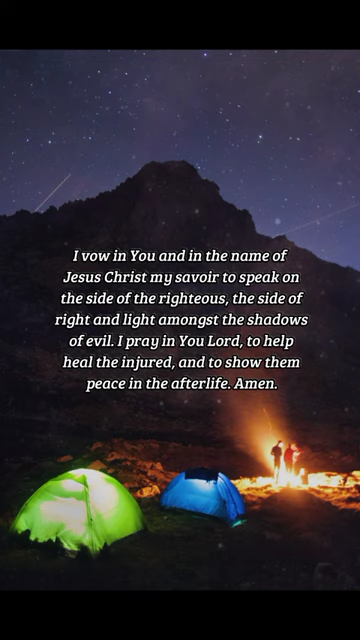 I vow in You and in the name of
Jesus Christ my savoir to speak on
the side of the righteous, the side of
right and light amongst the shadows
of evil. I pray in You Lord, to help
heal the injured, and to show them
peace in the afterlife. Amen.